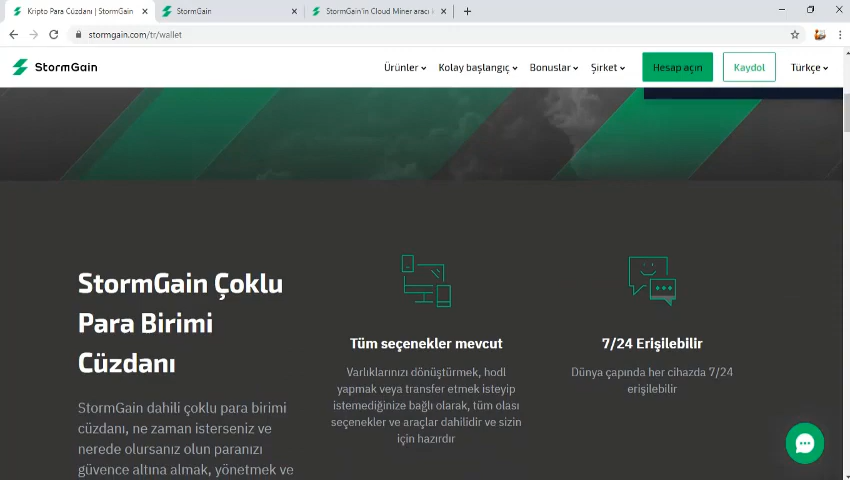 Kripto Para Cüzdanı | StormGain
StormGain
StormGain'in Cloud Miner aracı
stormgain.com/tr/wallet
StormGain
Ürünler
Kolay başlangıç
Bonuslar
Şirket
Hesap açın
Kaydol
Türkçe
StormGain Çoklu
Para Birimi
Cüzdanı
StormGain dahili çoklu para birimi
cüzdanı, ne zaman isterseniz ve
nerede olursanız olun paranızı
güvence altına almak, yönetmek ve
Tüm seçenekler mevcut
Varlıklarınızı dönüştürmek, hodl
yapmak veya transfer etmek isteyip
istemediğinize bağlı olarak, tüm olası
seçenekler ve araçlar dahilidir ve sizin
için hazırdır
7/24 Erişilebilir
Dünya çapında her cihazda 7/24
erişilebilir